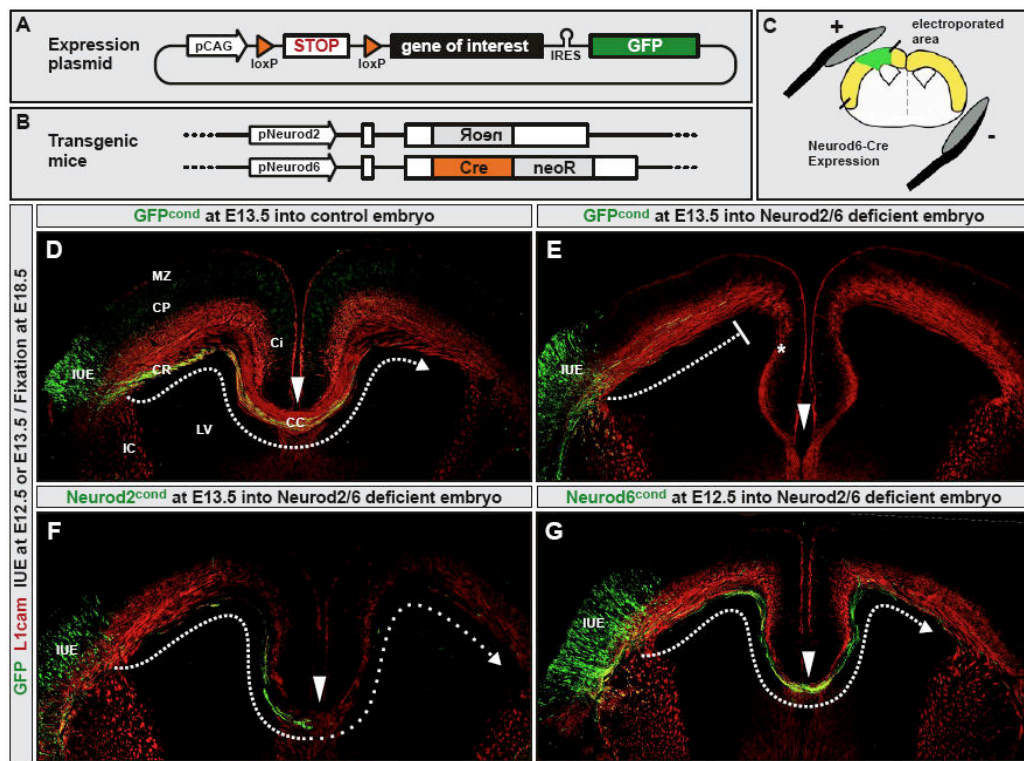 A
Expression
plasmid
pCAG
loxP
STOP
loxP
gene of interest
IRES
GFP
B
Transgenic
mice
pNeurod2
neoR
pNeurod6
Cre
neoR
C
+
electroporated
area
Neurod6-Cre
Expression
-
GFP L1cam IUE at E12.5 or E13.5 / Fixation at E18.5
GFPcond at E13.5 into control embryo
D
MZ
CP
Ci
IUE
CR
CC
LV
IC
GFPcond at E13.5 into Neurod2/6 deficient embryo
E
*
IUE
Neurod2cond at E13.5 into Neurod2/6 deficient embryo
F
IUE
Neurod6cond at E12.5 into Neurod2/6 deficient embryo
G
IUE